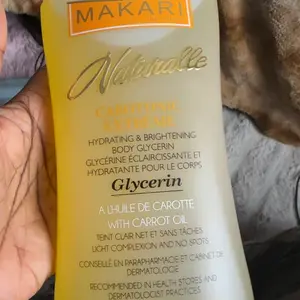 MAKARI
Naturalle
HYDRATING & BRIGHTENING
BODY GLYCERIN
GLYCÉRINE ÉCLAIRCISSANTE ET
HYDRATANTE POUR LE CORPS
Glycerin
A L'HUILE DE CAROTTE
WITH CARROT OIL
TEINT CLAIR NET ET SANS TÂCHES
LIGHT COMPLEXION AND NO SPOTS
CONSEILLÉ EN PARAPHARMACIE ET CABINET DE
DERMATOLOGIE
RECOMMENDED IN HEALTH STORES AND
DERMATOLOGIST PRACTICES